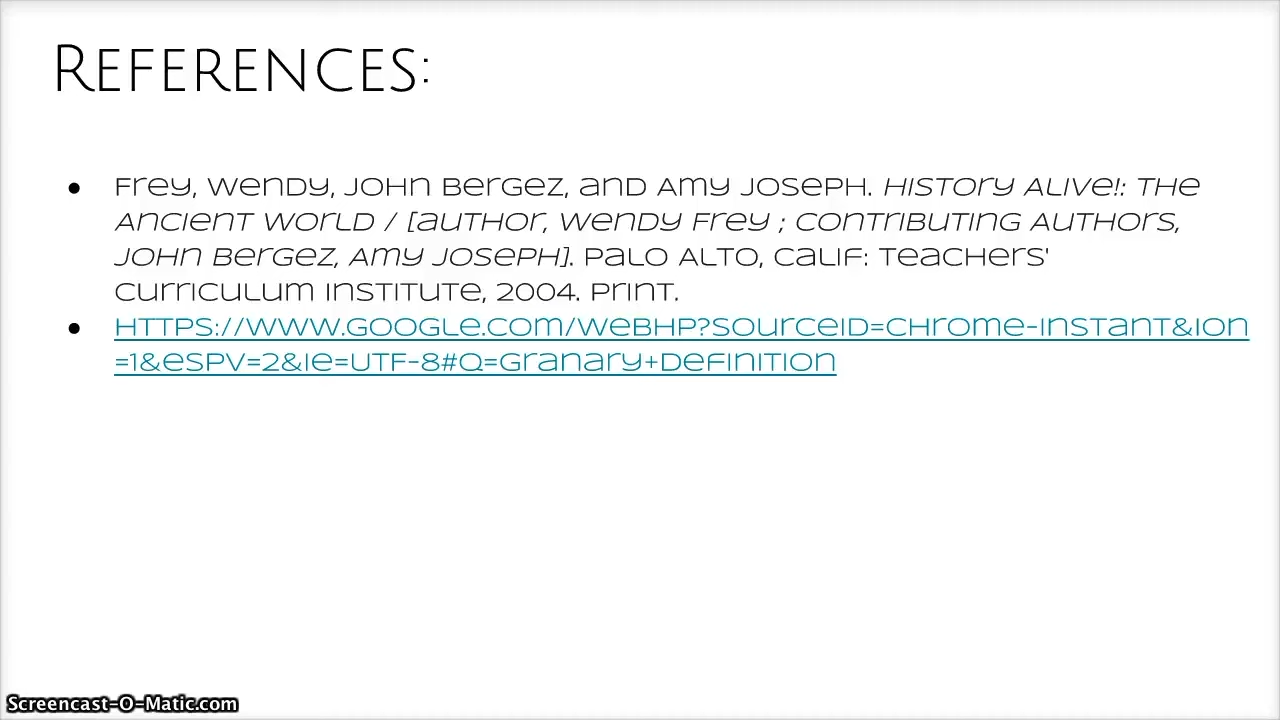 References:
• Frey, Wendy, John Bergez, and Amy Joseph. History Alive!: The
Ancient World / [author, Wendy Frey ; Contributing Authors,
John Bergez, Amy Joseph]. Palo Alto, Calif: Teachers'
Curriculum Institute, 2004. Print.
• https://www.google.com/webhp?sourceid=chrome-instant&ion
=1&espv=2&ie=UTF-8#q=granary+definition
Screencast-O-Matic.com